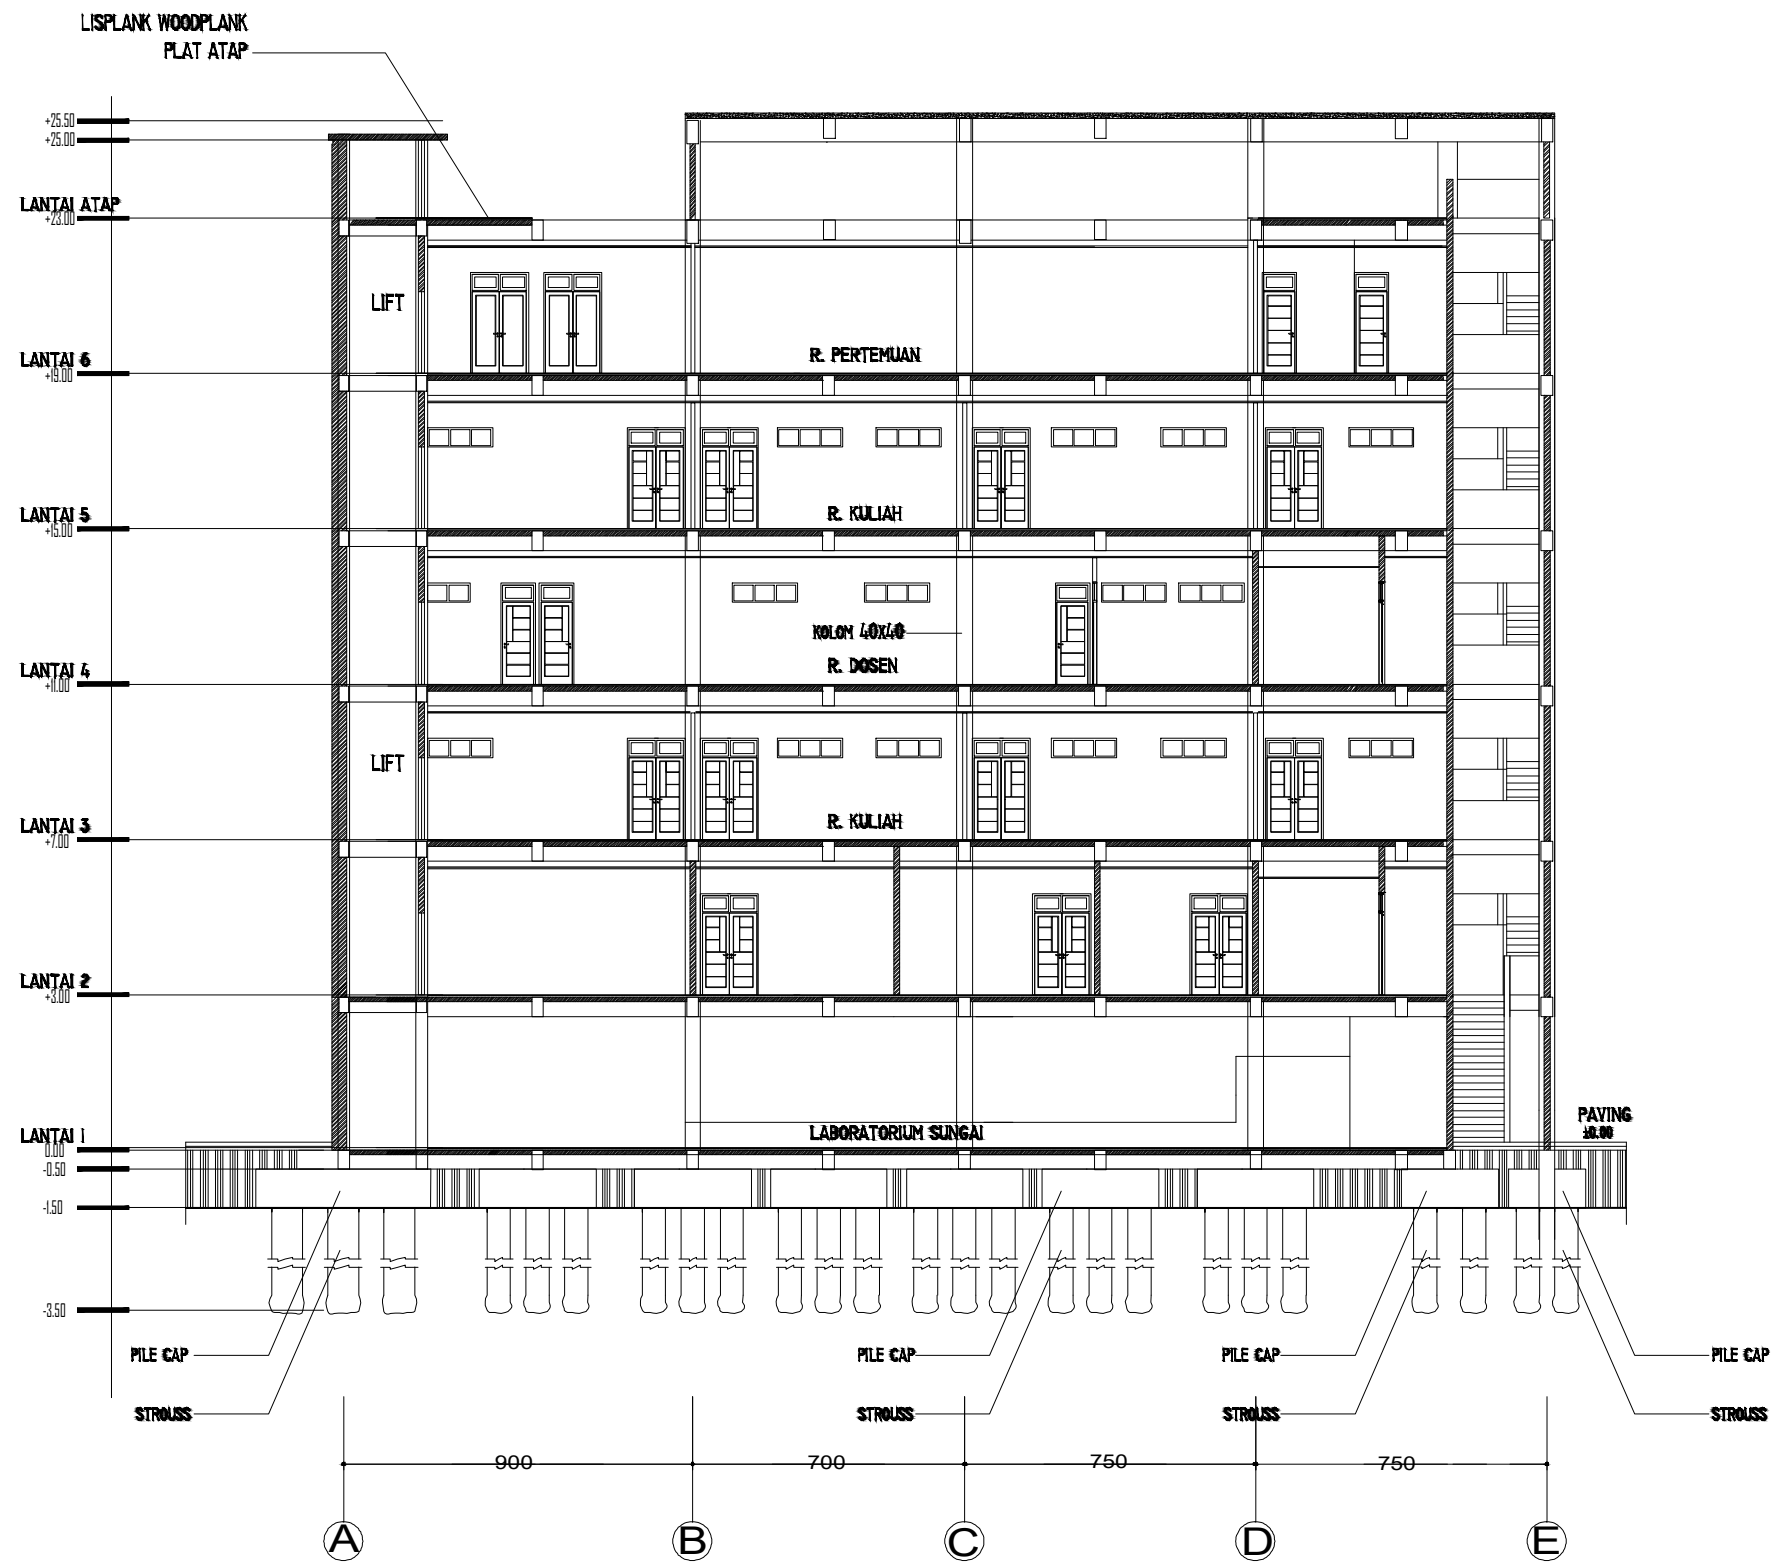 LISPLANK WOODPLANK
PLAT ATAP
+25.50
+25.00
LANTAI ATAP
+23.00
LIFT
R. PERTEMUAN
LANTAI 6
+19.00
R. KULIAH
LANTAI 5
+15.00
KOLOM 40X40
R. DOSEN
LANTAI 4
+11.00
LIFT
R. KULIAH
LANTAI 3
+7.00
LANTAI 2
+3.00
PAVING
±0.00
LABORATORIUM SUNGAI
LANTAI 1
0.00
-0.50
-1.50
-3.50
PILE CAP PILE CAP PILE CAP PILE CAP
STROUSS STROUSS STROUSS STROUSS
900 700 750 750
A B C D E